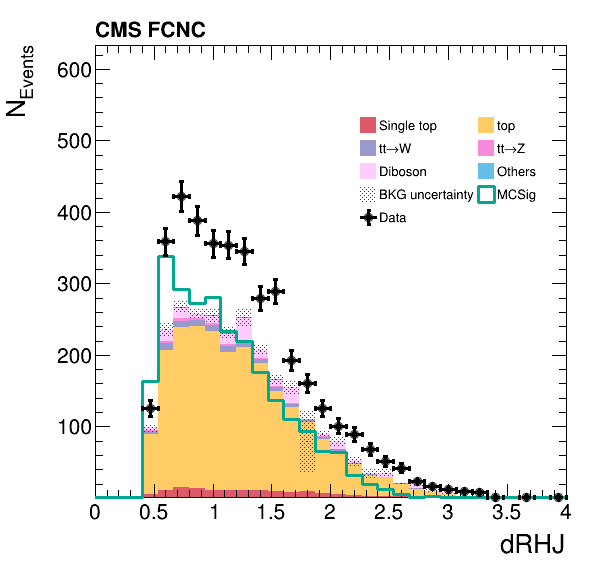 CMS FCNC
N_Events
600
500
400
300
200
100
Single top
top
tt→W
tt→Z
Diboson
Others
BKG uncertainty
MCSig
Data
0 0.5 1 1.5 2 2.5 3 3.5 4
dRHJ